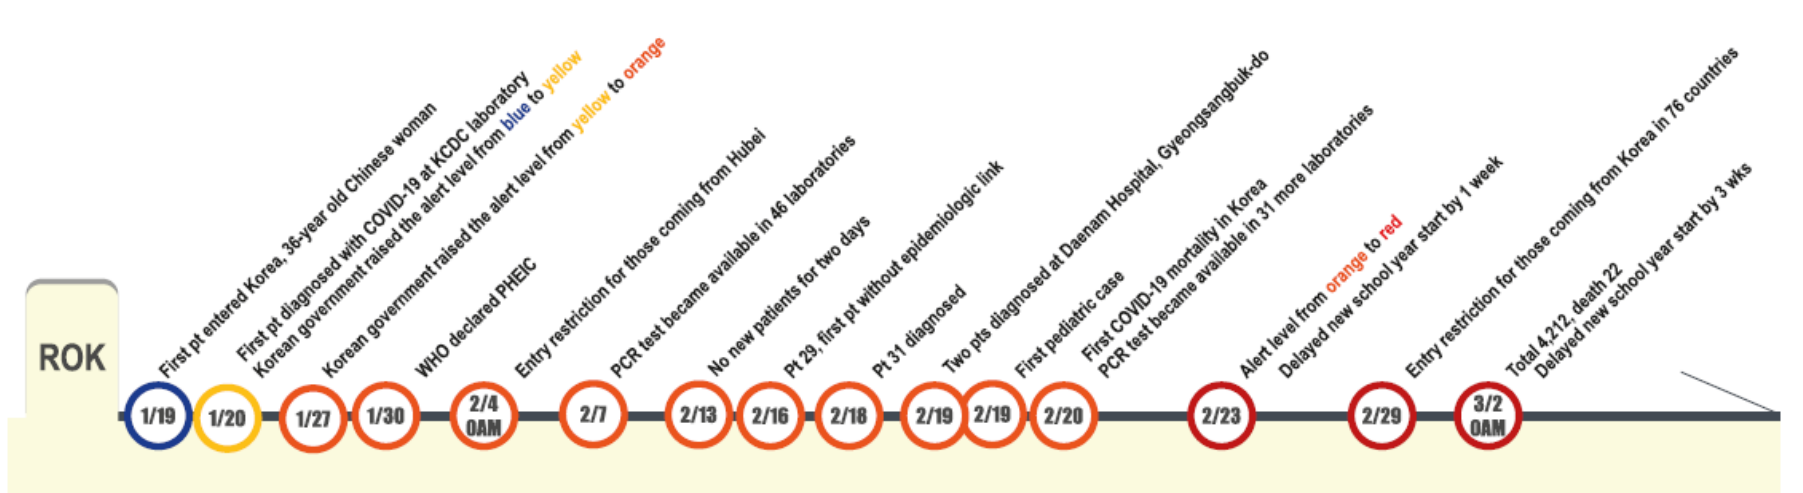 ROK
1/19
First pt entered Korea, 36-year old Chinese woman
1/20
First pt diagnosed with COVID-19 at KCDC laboratory
Korean government raised the alert level from blue to yellow
1/27
Korean government raised the alert level from yellow to orange
1/30
WHO declared PHEIC
2/4
0AM
Entry restriction for those coming from Hubei
2/7
PCR test became available in 46 laboratories
2/13
No new patients for two days
2/16
Pt 29, first pt without epidemiologic link
2/18
Pt 31 diagnosed
2/19
Two pts diagnosed at Daenam Hospital, Gyeongsangbuk-do
2/19
First pediatric case
2/20
First COVID-19 mortality in Korea
PCR test became available in 31 more laboratories
2/23
Alert level from orange to red
Delayed new school year start by 1 week
2/29
Entry restriction for those coming from Korea in 76 countries
3/2
0AM
Total 4,212, death 22
Delayed new school year start by 3 wks